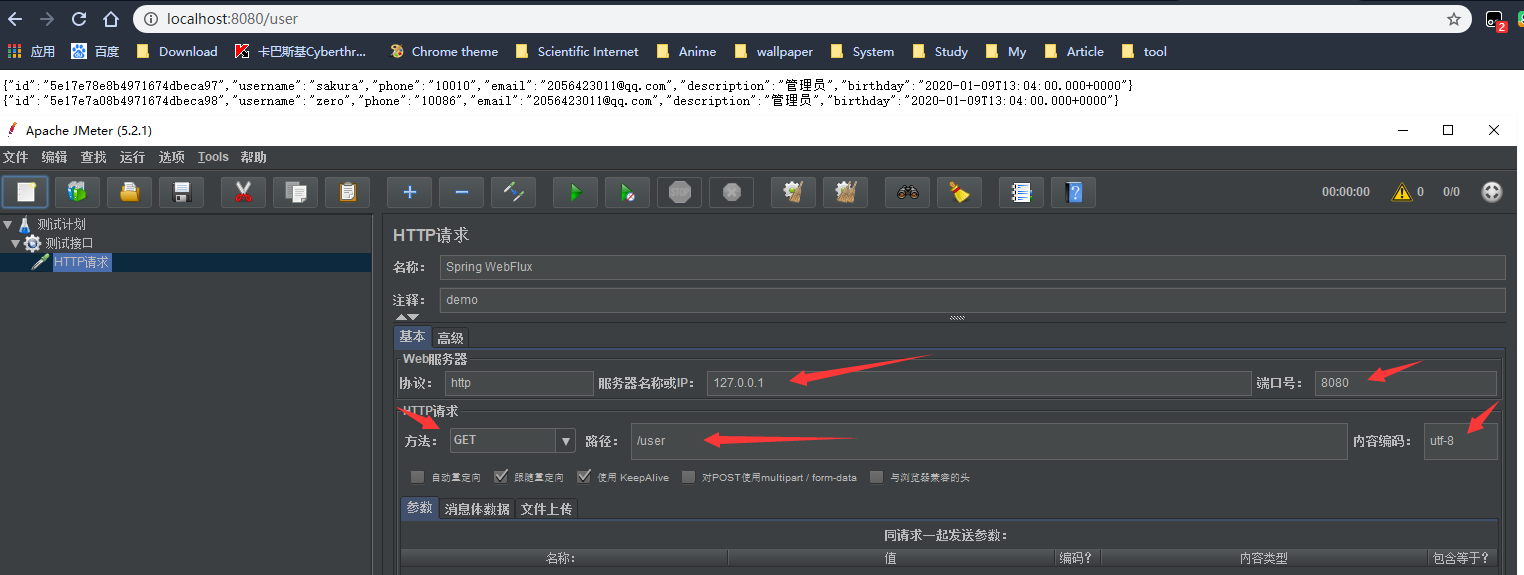 localhost:8080/user
2
应用 百度 Download 卡巴斯基Cyberthr... Chrome theme Scientific Internet Anime wallpaper System Study My Article tool
{"id":"5e17e78e8b4971674dbeca97","username":"sakura","phone":"10010","email":"2056423011@qq.com","description":"管理员","birthday":"2020-01-09T13:04:00.000+0000"}
{"id":"5e17e7a08b4971674dbeca98","username":"zero","phone":"10086","email":"2056423011@qq.com","description":"管理员","birthday":"2020-01-09T13:04:00.000+0000"}
Apache JMeter (5.2.1)
文件 编辑 查找 运行 选项 Tools 帮助
STOP 00:00:00 0 0/0
测试计划
测试接口
HTTP请求
HTTP请求
名称: Spring WebFlux
注释: demo
基本 高级
Web服务器
协议: http 服务器名称或IP: 127.0.0.1 端口号: 8080
HTTP请求
方法: GET 路径: /user 内容编码: utf-8
自动重定向 跟随重定向 使用 KeepAlive 对POST使用multipart / form-data 与浏览器兼容的头
参数 消息体数据 文件上传
同请求一起发送参数:
名称: 值 编码? 内容类型 包含等于?